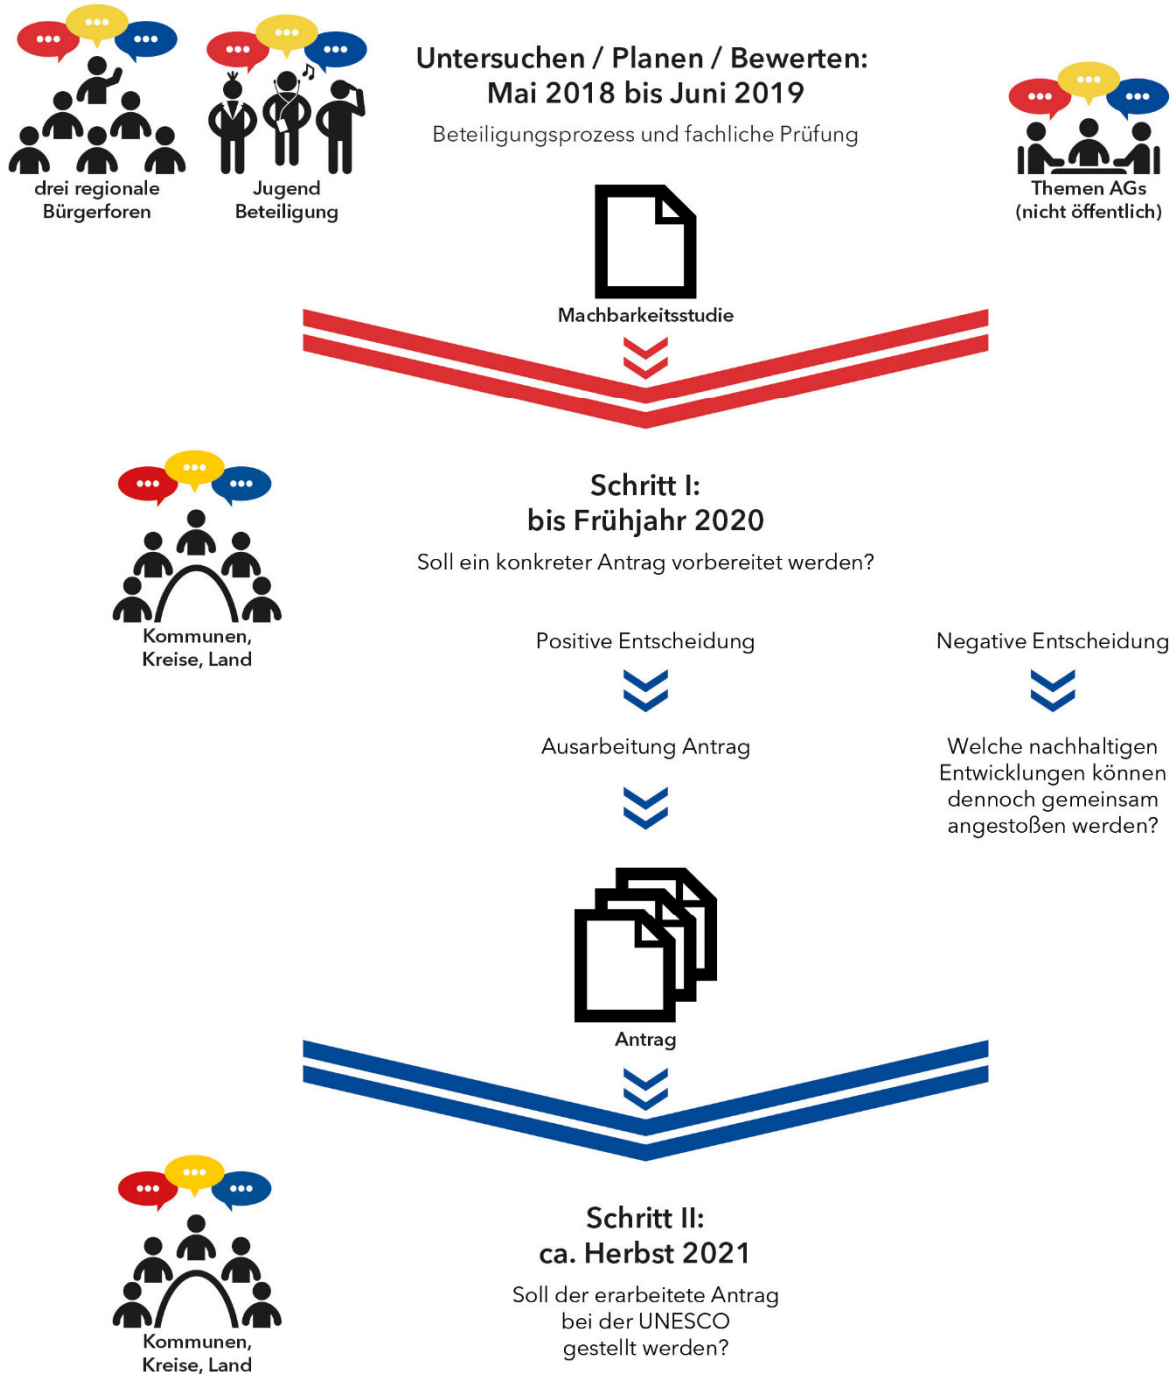 Untersuchen / Planen / Bewerten:
Mai 2018 bis Juni 2019
Beteiligungsprozess und fachliche Prüfung
drei regionale
Bürgerforen
Jugend
Beteiligung
Themen AGs
(nicht öffentlich)
Machbarkeitsstudie
Schritt I:
bis Frühjahr 2020
Soll ein konkreter Antrag vorbereitet werden?
Kommunen,
Kreise, Land
Positive Entscheidung
Negative Entscheidung
Ausarbeitung Antrag
Welche nachhaltigen
Entwicklungen können
dennoch gemeinsam
angestoßen werden?
Antrag
Schritt II:
ca. Herbst 2021
Soll der erarbeitete Antrag
bei der UNESCO
gestellt werden?
Kommunen,
Kreise, Land